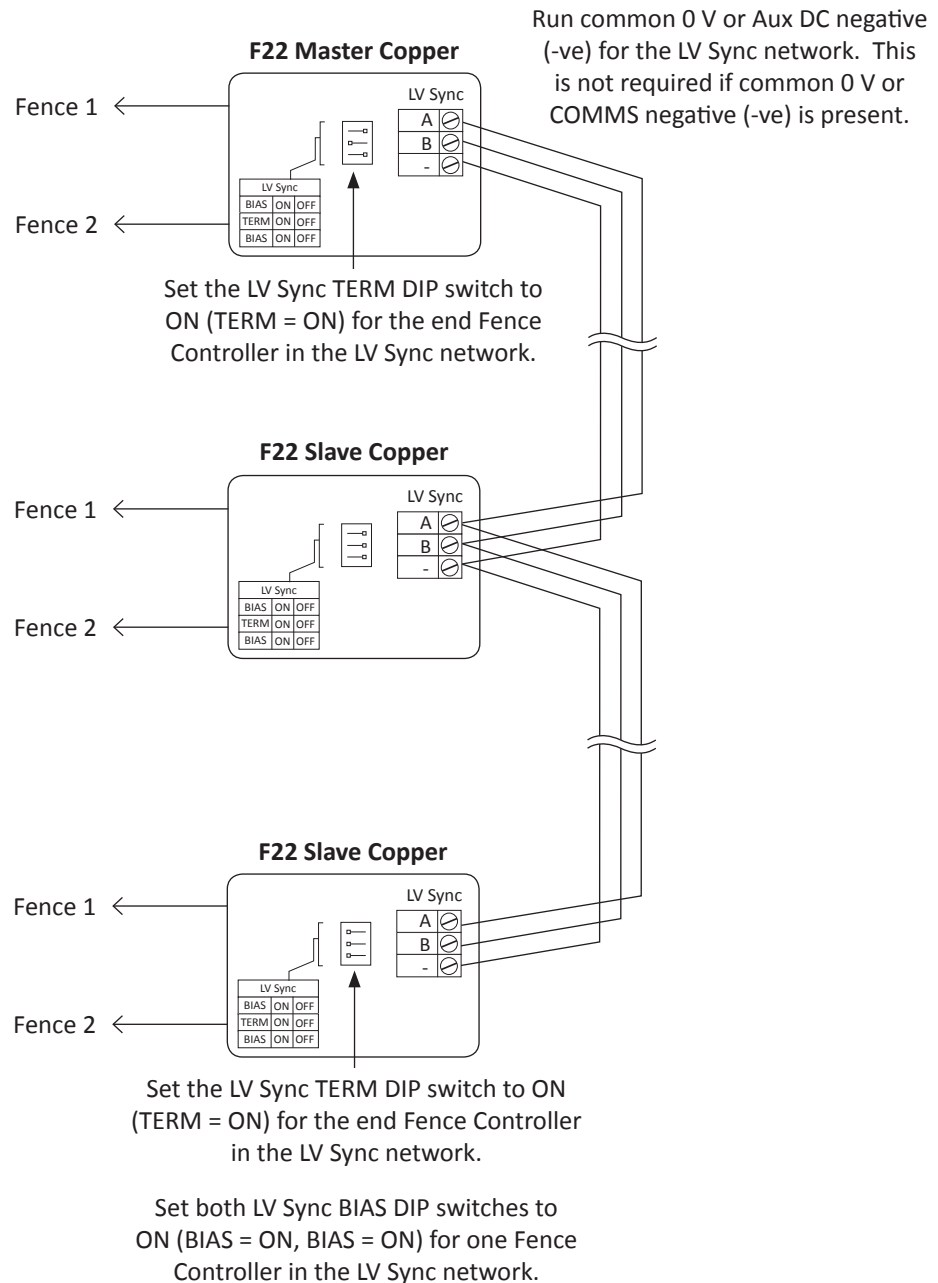 Run common 0 V or Aux DC negative
(-ve) for the LV Sync network. This
is not required if common 0 V or
COMMS negative (-ve) is present.
F22 Master Copper
Fence 1
Fence 2
LV Sync
A
B
-
LV Sync
BIAS ON OFF
TERM ON OFF
BIAS ON OFF
Set the LV Sync TERM DIP switch to
ON (TERM = ON) for the end Fence
Controller in the LV Sync network.
F22 Slave Copper
Fence 1
Fence 2
LV Sync
A
B
-
LV Sync
BIAS ON OFF
TERM ON OFF
BIAS ON OFF
F22 Slave Copper
Fence 1
Fence 2
LV Sync
A
B
-
LV Sync
BIAS ON OFF
TERM ON OFF
BIAS ON OFF
Set the LV Sync TERM DIP switch to ON
(TERM = ON) for the end Fence Controller
in the LV Sync network.
Set both LV Sync BIAS DIP switches to
ON (BIAS = ON, BIAS = ON) for one Fence
Controller in the LV Sync network.